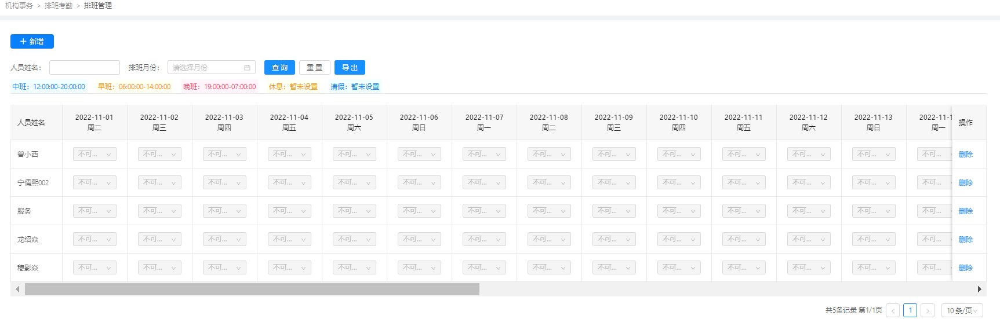 机构事务 > 排班考勤 > 排班管理
+ 新增
人员姓名： 排班月份： 请选择月份 查 询 重 置 导 出
中班：12:00:00-20:00:00 早班：06:00:00-14:00:00 晚班：19:00:00-07:00:00 休息：暂未设置 请假：暂未设置
人员姓名 2022-11-01 2022-11-02 2022-11-03 2022-11-04 2022-11-05 2022-11-06 2022-11-07 2022-11-08 2022-11-09 2022-11-10 2022-11-11 2022-11-12 2022-11-13 2022-11-1 操作
周二 周三 周四 周五 周六 周日 周一 周二 周三 周四 周五 周六 周日 周一
曾小西 不可... 不可... 不可... 不可... 不可... 不可... 不可... 不可... 不可... 不可... 不可... 不可... 不可... 不可... 删除
宁儒熙002 不可... 不可... 不可... 不可... 不可... 不可... 不可... 不可... 不可... 不可... 不可... 不可... 不可... 不可... 删除
服务 不可... 不可... 不可... 不可... 不可... 不可... 不可... 不可... 不可... 不可... 不可... 不可... 不可... 不可... 删除
龙绍焱 不可... 不可... 不可... 不可... 不可... 不可... 不可... 不可... 不可... 不可... 不可... 不可... 不可... 不可... 删除
穆影焱 不可... 不可... 不可... 不可... 不可... 不可... 不可... 不可... 不可... 不可... 不可... 不可... 不可... 不可... 删除
共5条记录 第1/1页 < 1 > 10 条/页